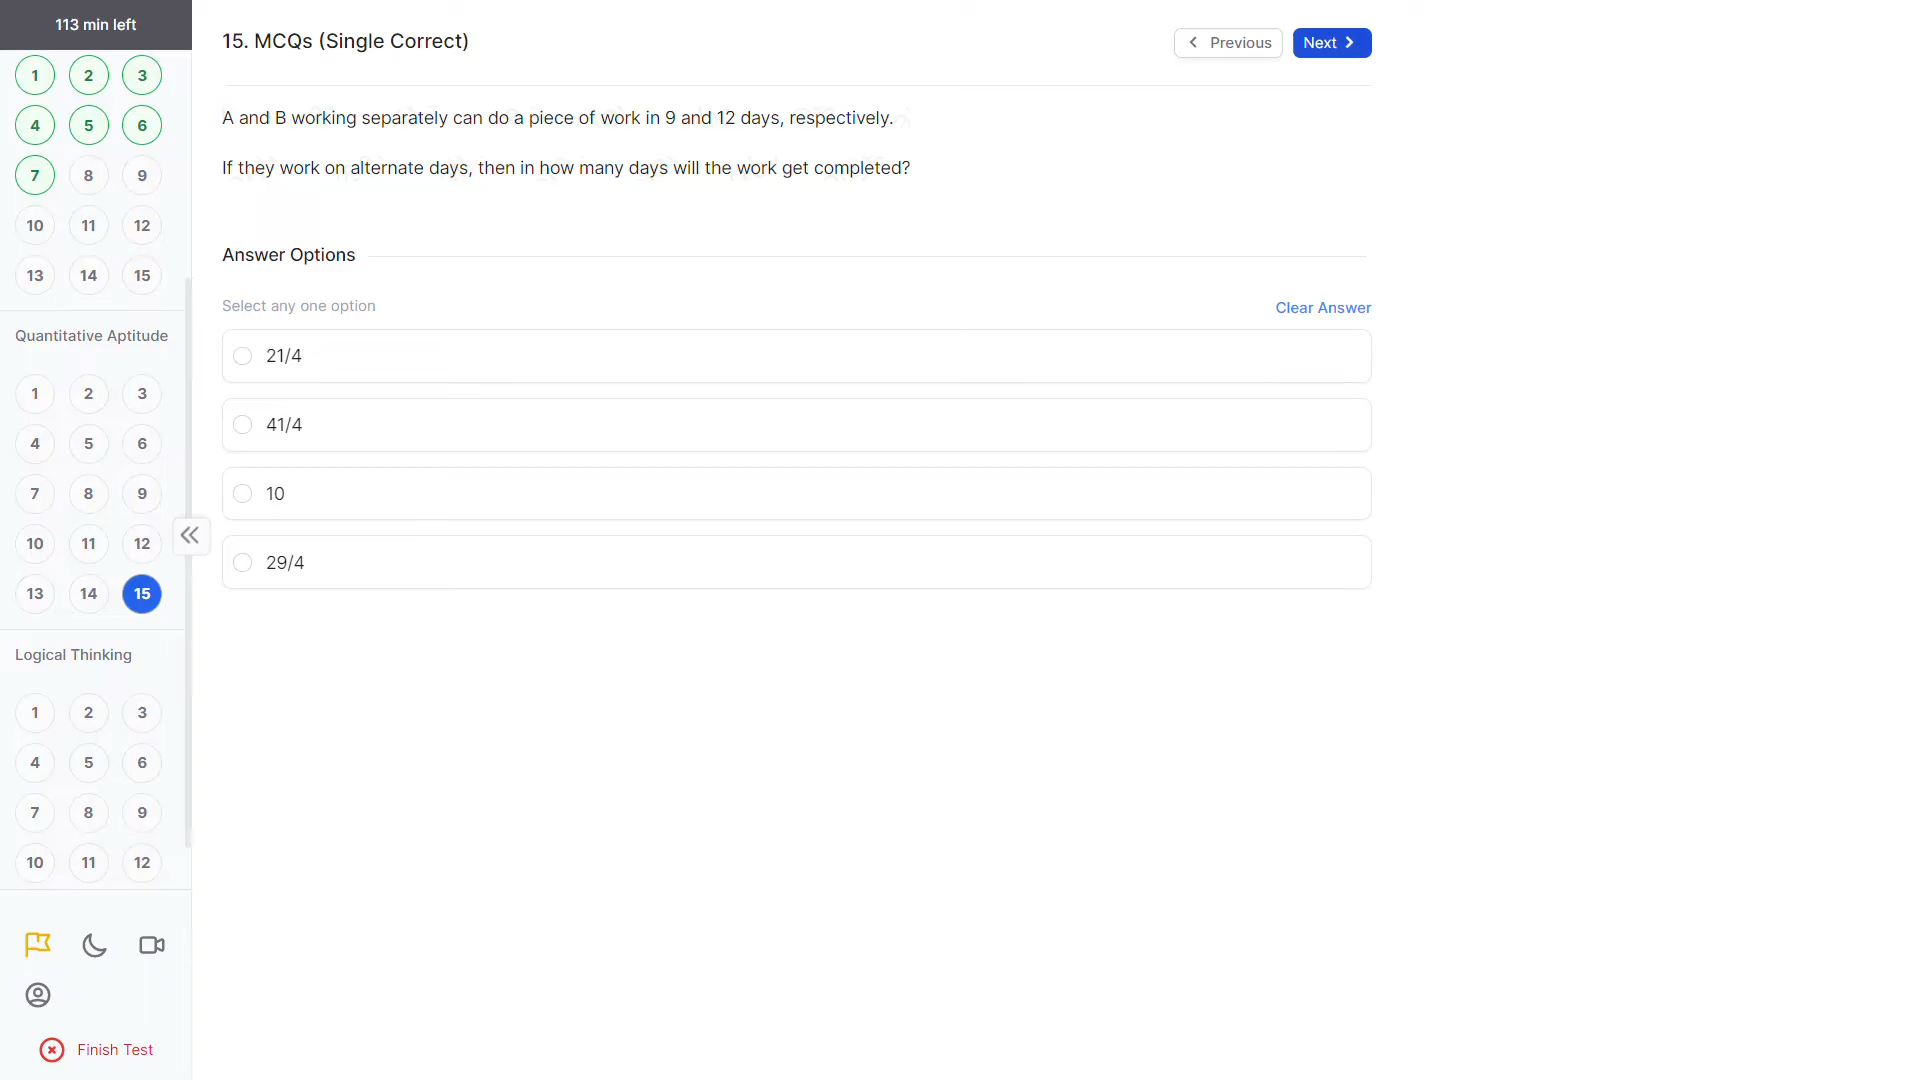 113 min left
1 2 3
4 5 6
7 8 9
10 11 12
13 14 15
Quantitative Aptitude
1 2 3
4 5 6
7 8 9
10 11 12
13 14 15
Logical Thinking
1 2 3
4 5 6
7 8 9
10 11 12
Finish Test
15. MCQs (Single Correct)
Previous
Next
A and B working separately can do a piece of work in 9 and 12 days, respectively.
If they work on alternate days, then in how many days will the work get completed?
Answer Options
Select any one option
Clear Answer
21/4
41/4
10
29/4